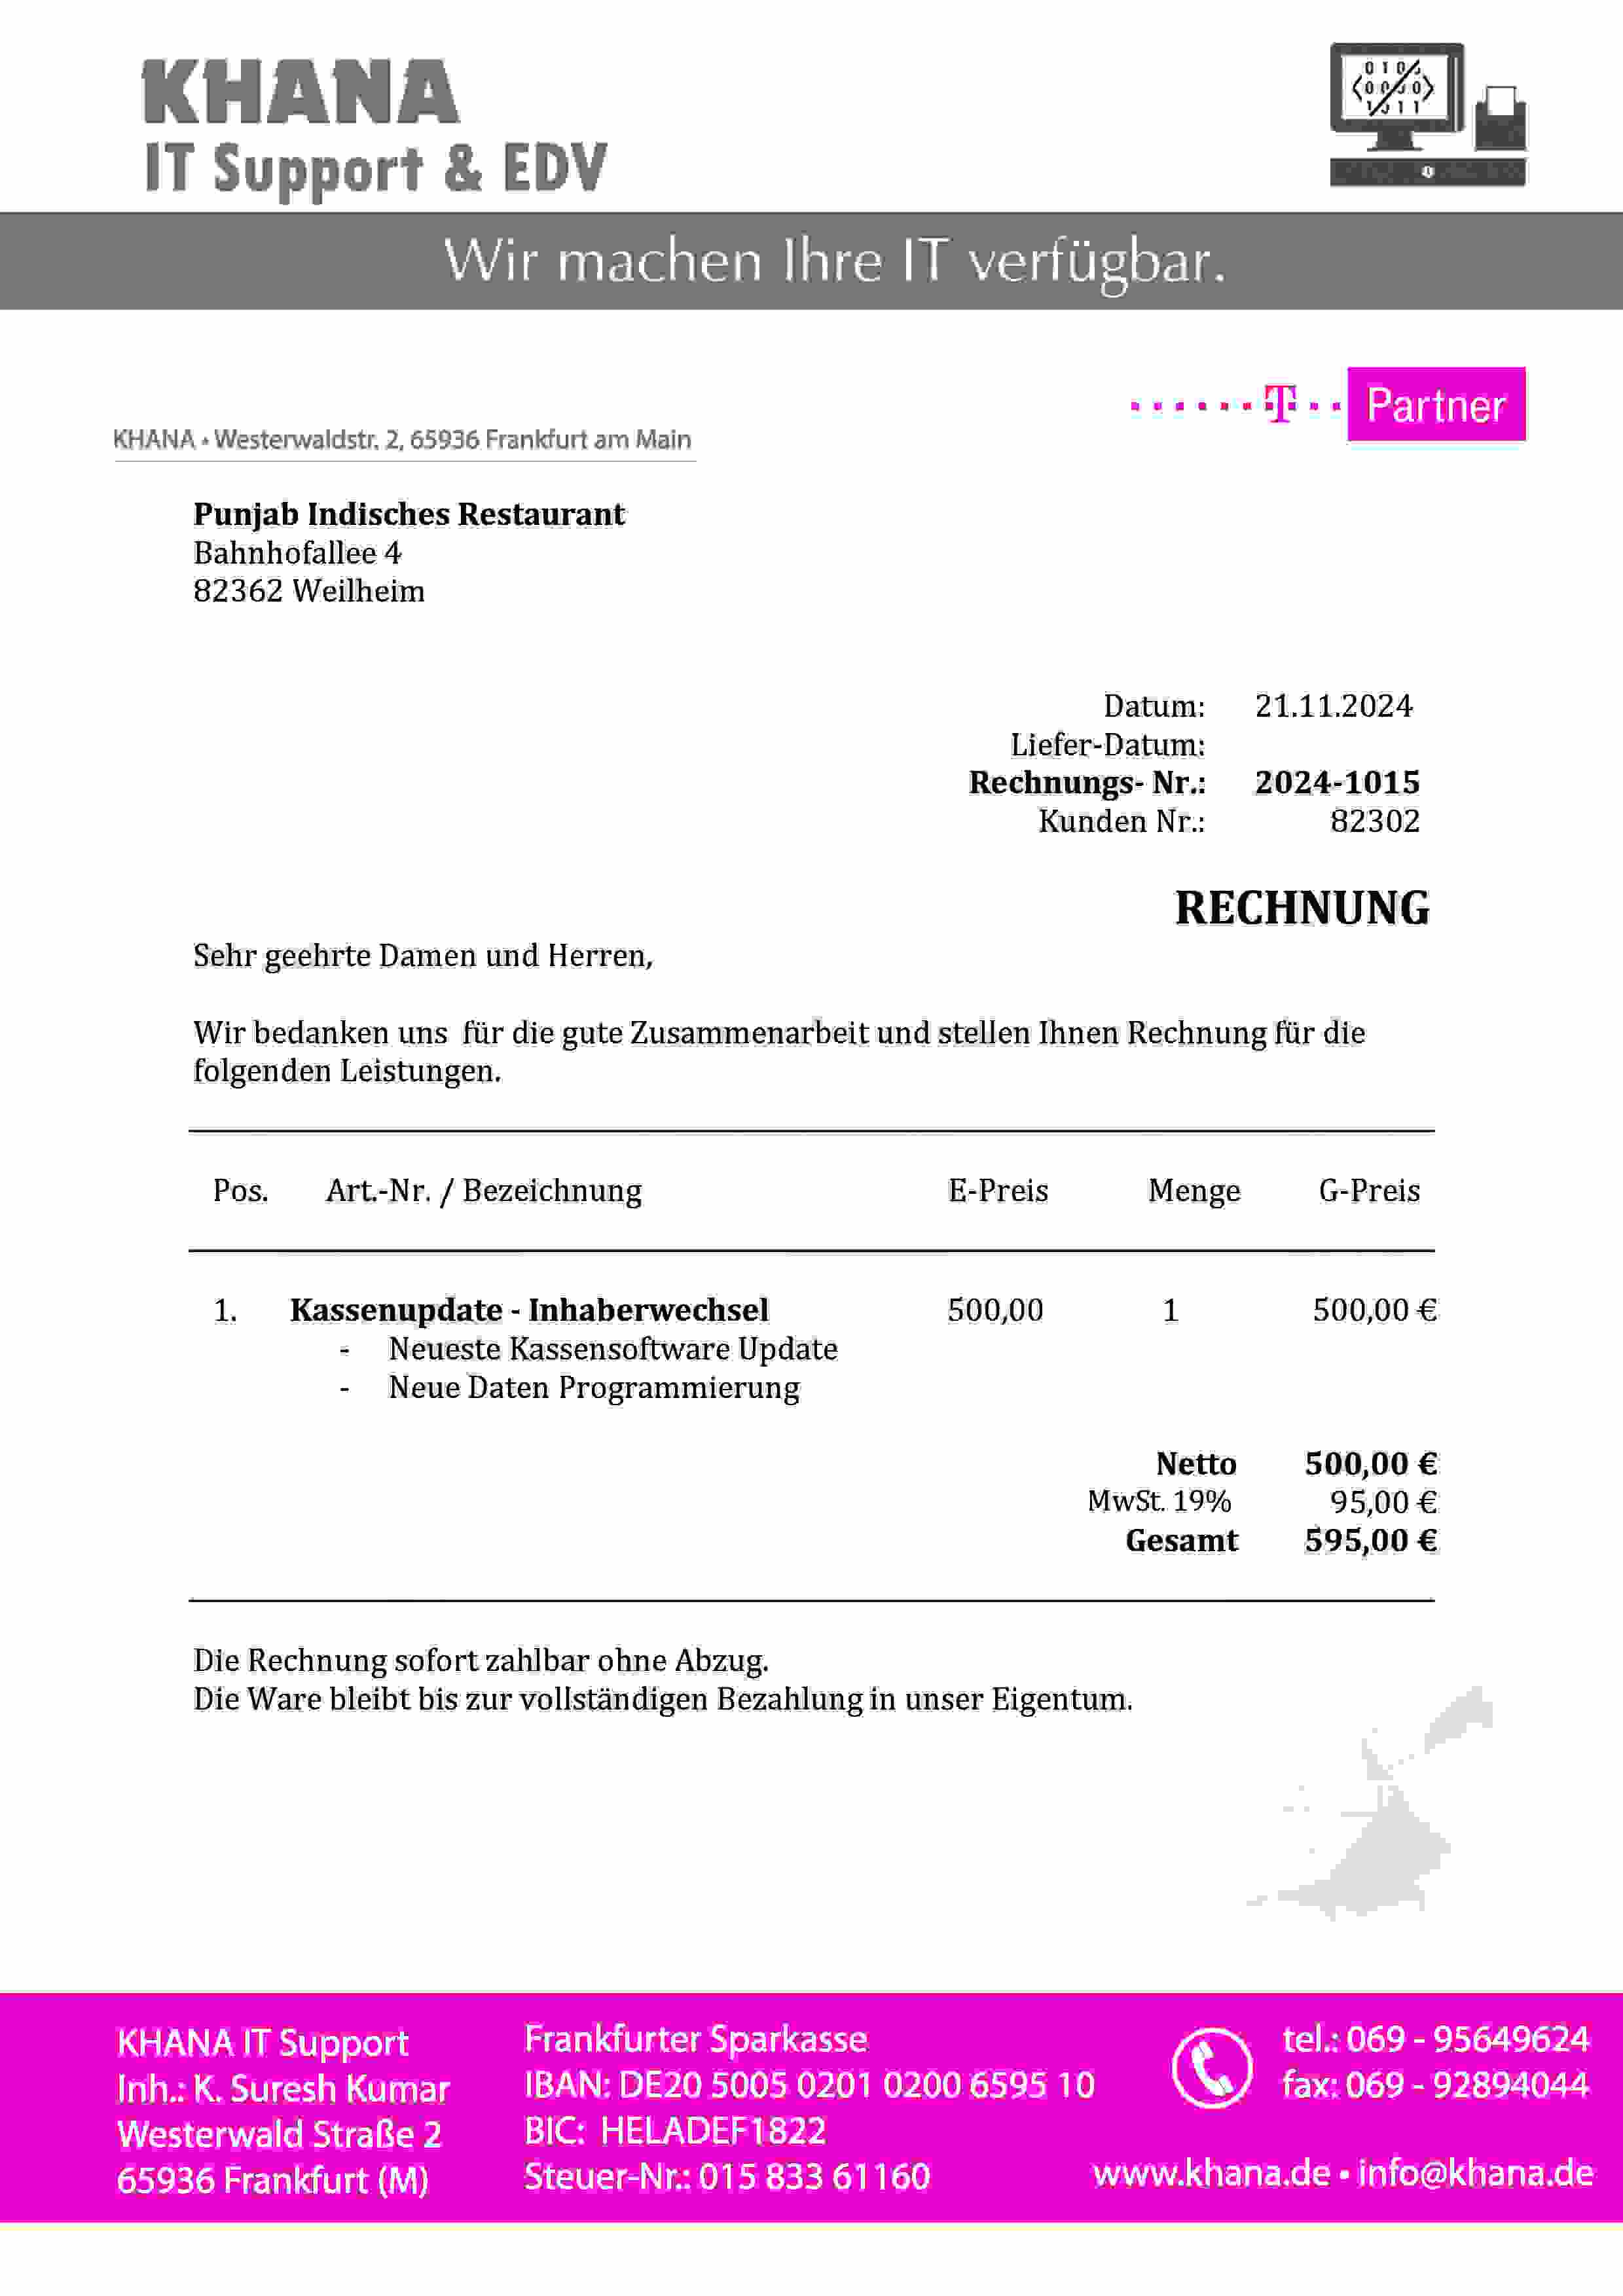 KHANA
IT Support & EDV
Wir machen Ihre IT verfügbar.
T Partner
KHANA • Westerwaldstr. 2, 65936 Frankfurt am Main
Punjab Indisches Restaurant
Bahnhofallee 4
82362 Weilheim
Datum: 21.11.2024
Liefer-Datum:
Rechnungs- Nr.: 2024-1015
Kunden Nr.: 82302
RECHNUNG
Sehr geehrte Damen und Herren,
Wir bedanken uns für die gute Zusammenarbeit und stellen Ihnen Rechnung für die
folgenden Leistungen.
Pos. Art.-Nr. / Bezeichnung E-Preis Menge G-Preis
1. Kassenupdate - Inhaberwechsel 500,00 1 500,00 €
- Neueste Kassensoftware Update
- Neue Daten Programmierung
Netto 500,00 €
MwSt. 19% 95,00 €
Gesamt 595,00 €
Die Rechnung sofort zahlbar ohne Abzug.
Die Ware bleibt bis zur vollständigen Bezahlung in unser Eigentum.
KHANA IT Support
Inh.: K. Suresh Kumar
Westerwald Straße 2
65936 Frankfurt (M)
Frankfurter Sparkasse
IBAN: DE20 5005 0201 0200 6595 10
BIC: HELADEF1822
Steuer-Nr.: 015 833 61160
tel.: 069 - 95649624
fax: 069 - 92894044
www.khana.de • info@khana.de